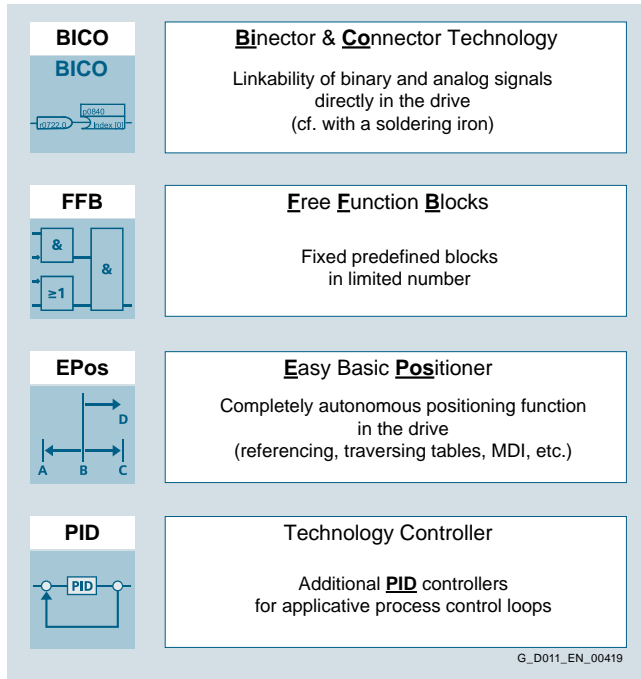 BICO
BICO
p0840
r0722.0
Index [0]
Binector & Connector Technology
Linkability of binary and analog signals
directly in the drive
(cf. with a soldering iron)
FFB
&
&
≥1
Free Function Blocks
Fixed predefined blocks
in limited number
EPos
D
A B C
Easy Basic Positioner
Completely autonomous positioning function
in the drive
(referencing, traversing tables, MDI, etc.)
PID
PID
Technology Controller
Additional PID controllers
for applicative process control loops
G_D011_EN_00419